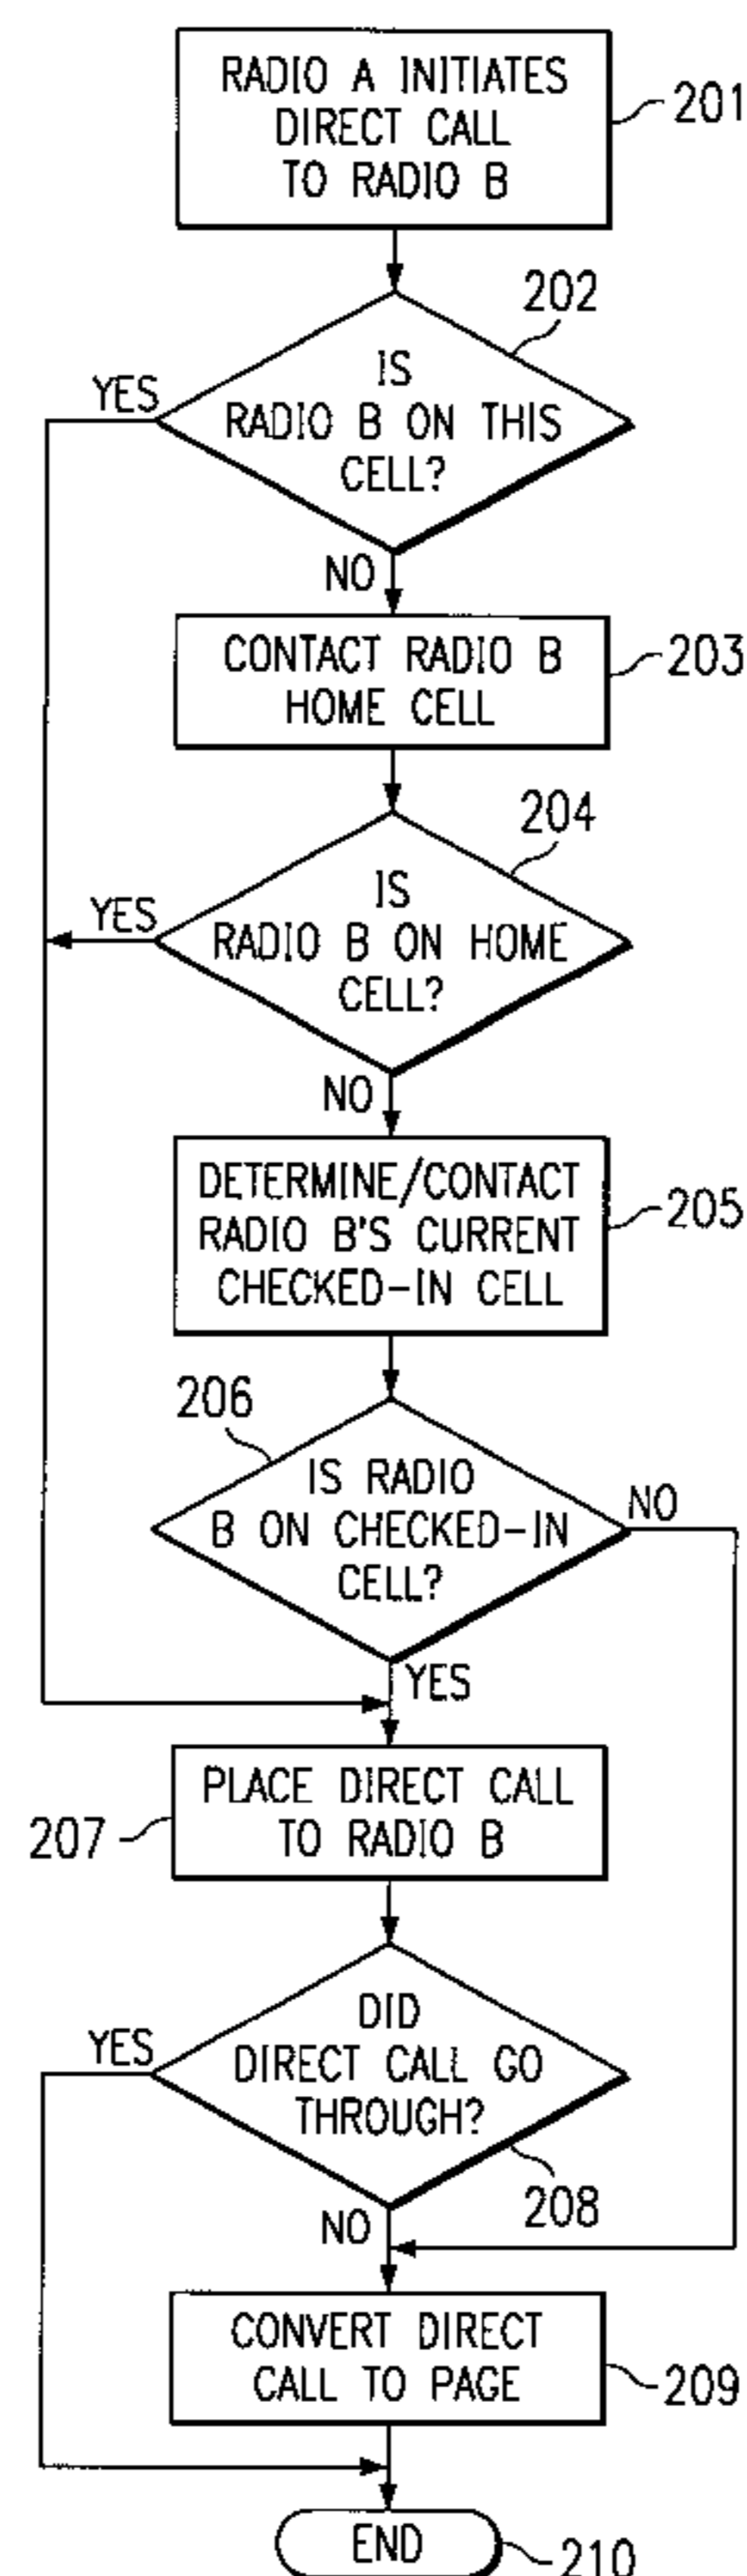 RADIO A INITIATES
DIRECT CALL
TO RADIO B
201
202
IS
RADIO B ON THIS
CELL?
YES
NO
CONTACT RADIO B
HOME CELL
203
204
IS
RADIO B ON HOME
CELL?
YES
NO
DETERMINE/CONTACT
RADIO B'S CURRENT
CHECKED-IN CELL
205
206
IS RADIO
B ON CHECKED-IN
CELL?
NO
YES
PLACE DIRECT CALL
TO RADIO B
207
DID
DIRECT CALL GO
THROUGH?
YES
208
NO
CONVERT DIRECT
CALL TO PAGE
209
END
210